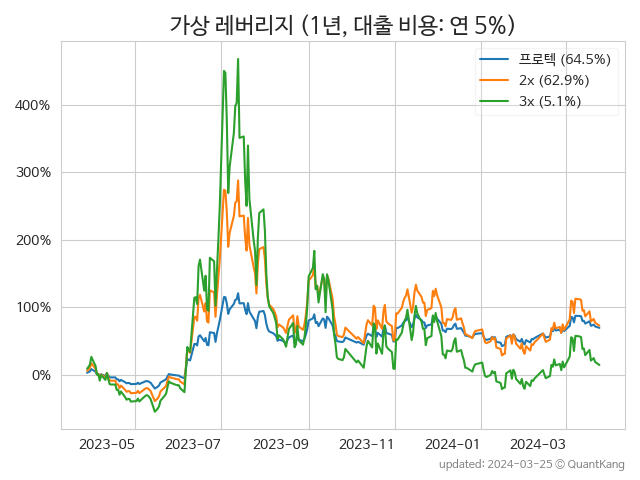 가상 레버리지 (1년, 대출 비용: 연 5%)
프로텍 (64.5%)
2x (62.9%)
3x (5.1%)
400%
300%
200%
100%
0%
2023-05 2023-07 2023-09 2023-11 2024-01 2024-03
updated: 2024-03-25 © QuantKang